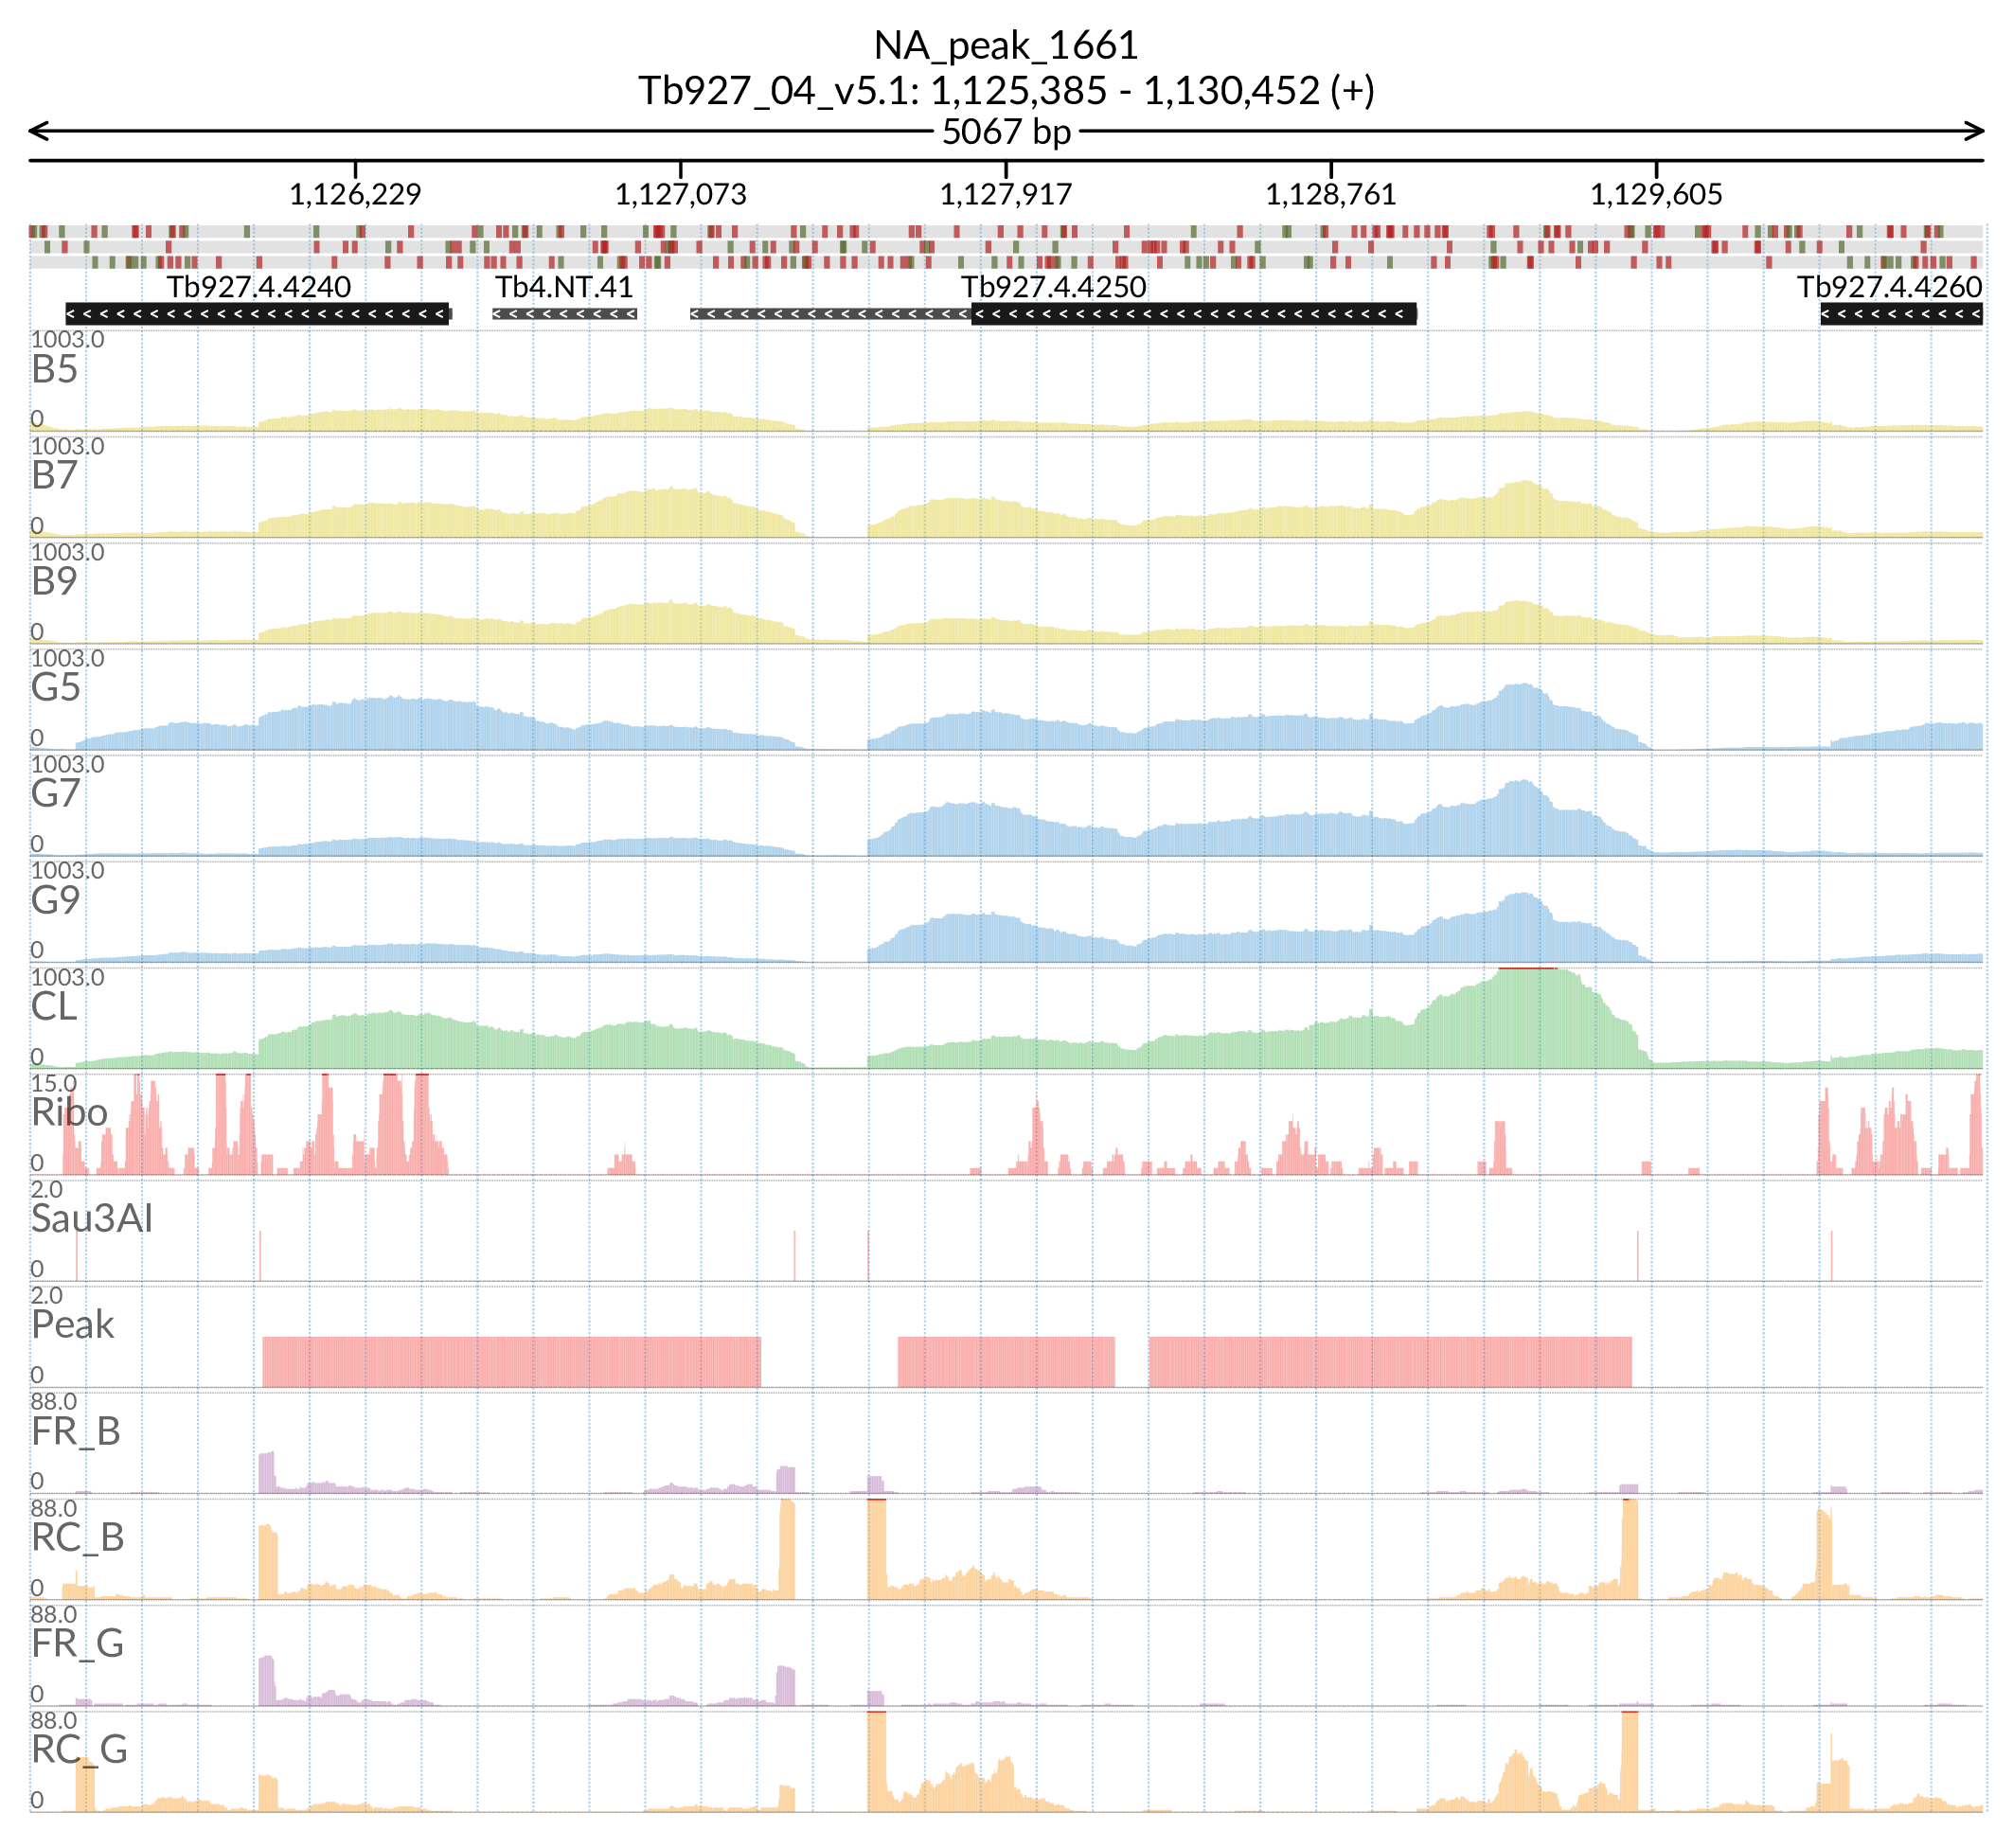 NA_peak_1661
Tb927_04_v5.1: 1,125,385 - 1,130,452 (+)
5067 bp
1,126,229 1,127,073 1,127,917 1,128,761 1,129,605
Tb927.4.4240 Tb4.NT.41 Tb927.4.4250 Tb927.4.4260
1003.0
B5
0
1003.0
B7
0
1003.0
B9
0
1003.0
G5
0
1003.0
G7
0
1003.0
G9
0
1003.0
CL
0
15.0
Ribo
0
2.0
Sau3AI
0
2.0
Peak
0
88.0
FR_B
0
88.0
RC_B
0
88.0
FR_G
0
88.0
RC_G
0